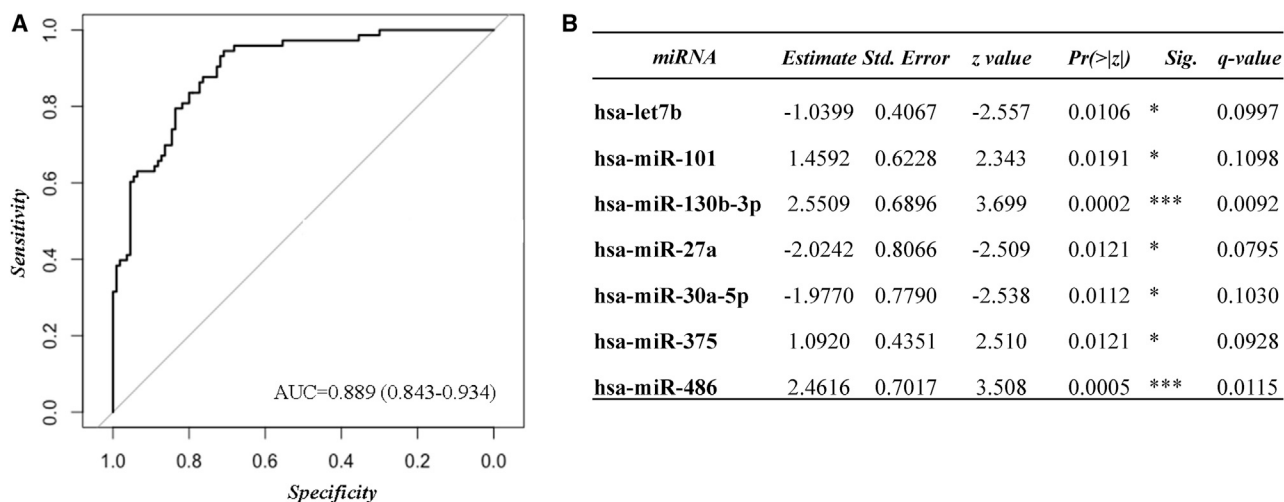 A
1.0
0.8
0.6
0.4
0.2
0.0
Sensitivity
AUC=0.889 (0.843-0.934)
1.0 0.8 0.6 0.4 0.2 0.0
Specificity
B
miRNA Estimate Std. Error z value Pr(>|z|) Sig. q-value
hsa-let7b -1.0399 0.4067 -2.557 0.0106 * 0.0997
hsa-miR-101 1.4592 0.6228 2.343 0.0191 * 0.1098
hsa-miR-130b-3p 2.5509 0.6896 3.699 0.0002 *** 0.0092
hsa-miR-27a -2.0242 0.8066 -2.509 0.0121 * 0.0795
hsa-miR-30a-5p -1.9770 0.7790 -2.538 0.0112 * 0.1030
hsa-miR-375 1.0920 0.4351 2.510 0.0121 * 0.0928
hsa-miR-486 2.4616 0.7017 3.508 0.0005 *** 0.0115